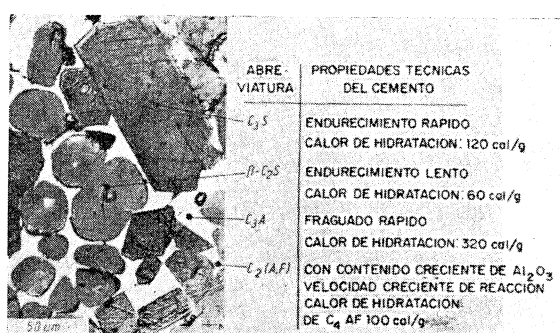 ABRE-
VIATURA
PROPIEDADES TECNICAS
DEL CEMENTO
C₃S
ENDURECIMIENTO RAPIDO
CALOR DE HIDRATACION: 120 cal/g
β-C₂S
ENDURECIMIENTO LENTO
CALOR DE HIDRATACION: 60 cal/g
C₃A
FRAGUADO RAPIDO
CALOR DE HIDRATACION: 320 cal/g
C₂(A,F)
CON CONTENIDO CRECIENTE DE Al₂O₃
VELOCIDAD CRECIENTE DE REACCIÓN
CALOR DE HIDRATACION:
DE C₄ AF 100 cal/g
50 µm